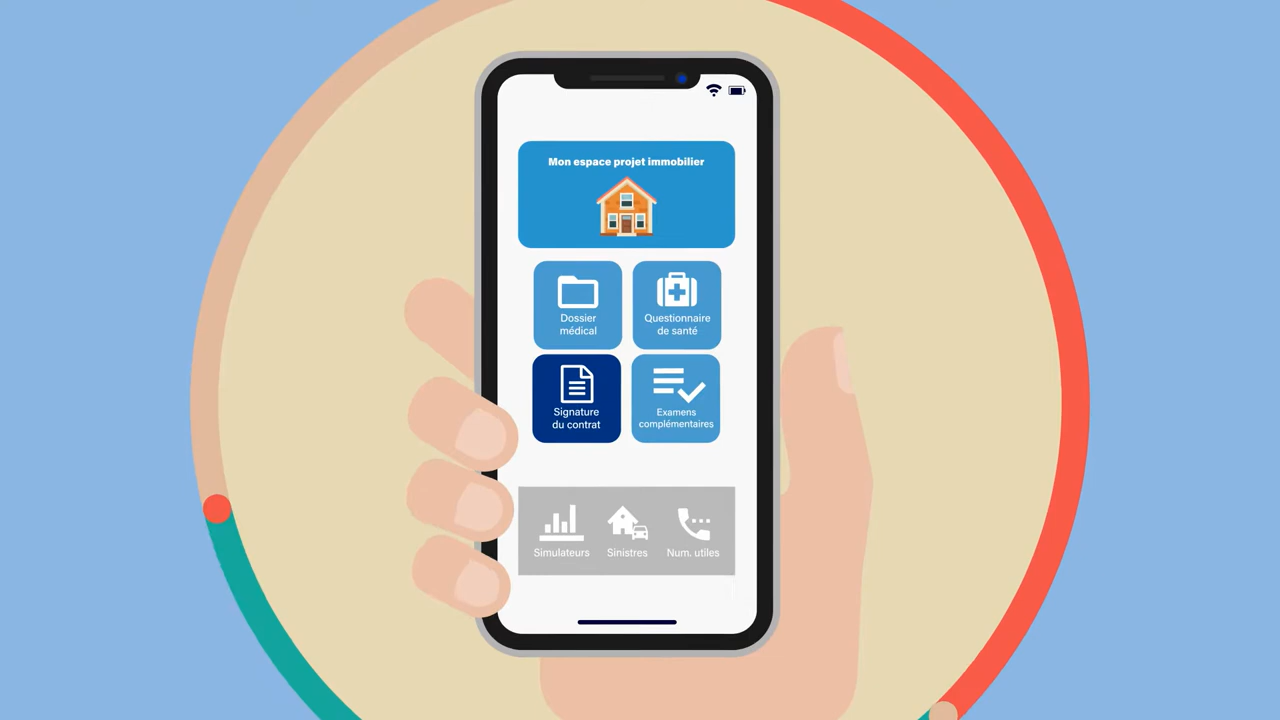 Mon espace projet immobilier
Dossier
médical
Questionnaire
de santé
Signature
du contrat
Examens
complémentaires
Simulateurs
Sinistres
Num. utiles